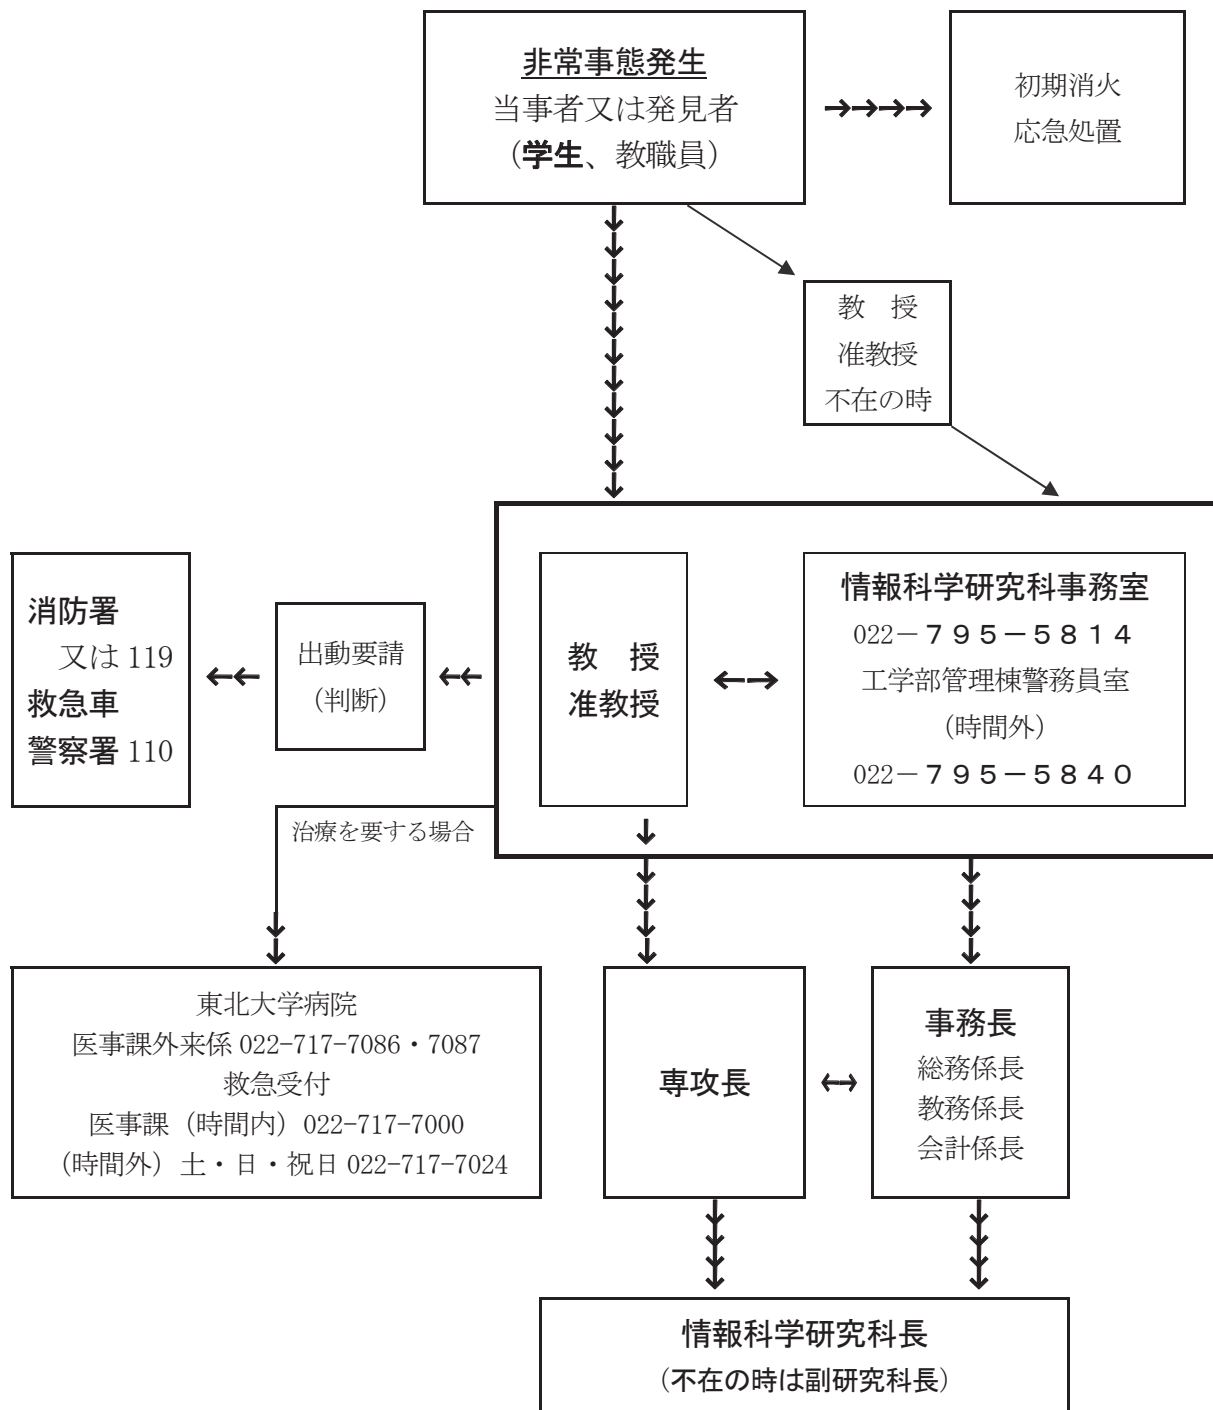 非常事態発生
当事者又は発見者
（学生、教職員）
初期消火
応急処置
教　授
准教授
不在の時
消防署
又は 119
救急車
警察署 110
出動要請
（判断）
教　授
准教授
情報科学研究科事務室
022－７９５－５８１４
工学部管理棟警務員室
（時間外）
022－７９５－５８４０
治療を要する場合
東北大学病院
医事課外来係 022-717-7086・7087
救急受付
医事課（時間内）022-717-7000
（時間外）土・日・祝日 022-717-7024
専攻長
事務長
総務係長
教務係長
会計係長
情報科学研究科長
（不在の時は副研究科長）